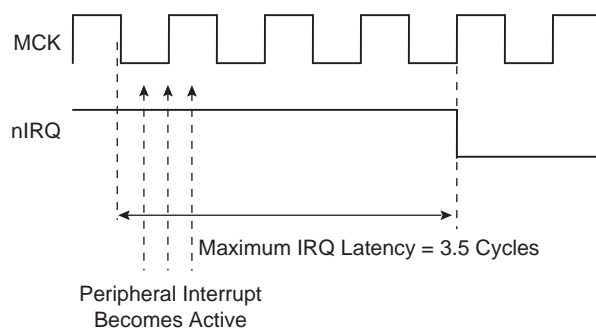 MCK
nIRQ
Maximum IRQ Latency = 3.5 Cycles
Peripheral Interrupt
Becomes Active